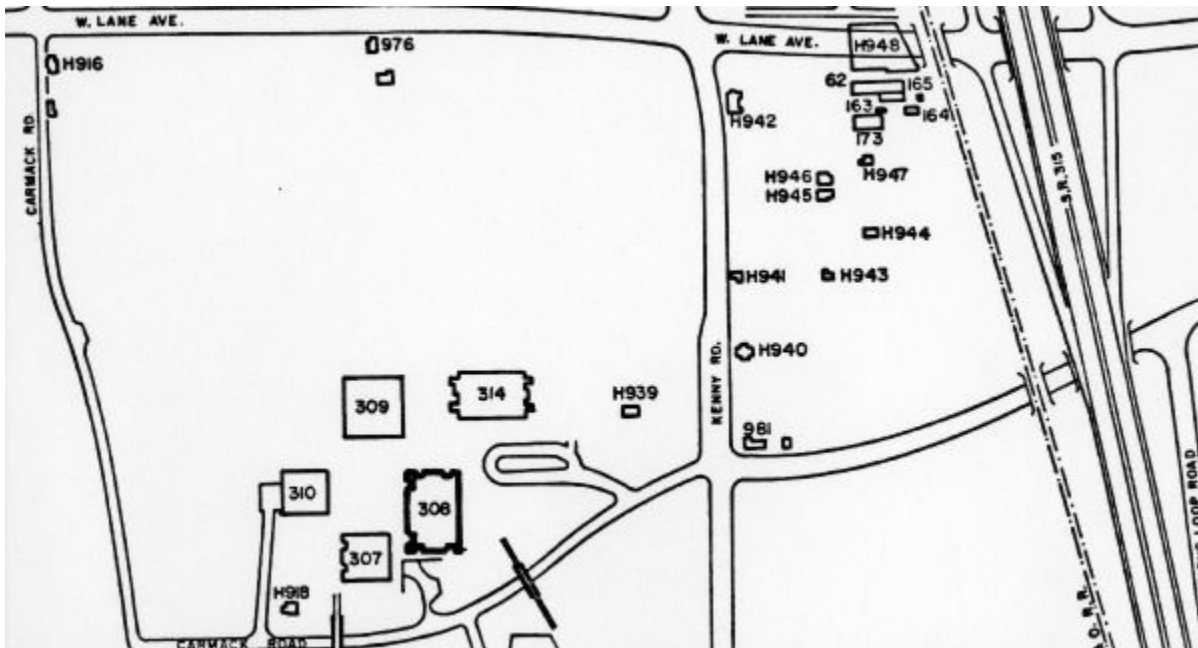 W. LANE AVE.
W. LANE AVE.
H948
976
H916
62
165
163
164
H942
173
CARMACK RD.
S.R. 315
H946
H947
H945
H944
H941
H943
KENNY RD.
H940
314
H939
309
981
310
308
LOOP ROAD
307
H918
O. R. R.
CARMACK ROAD